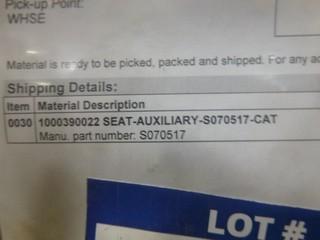 Pick-up Point:
WHSE
Material is ready to be picked, packed and shipped. For any
Shipping Details:
Item Material Description
0030 1000390022 SEAT-AUXILIARY-S070517-CAT
Manu. part number: S070517
LOT #